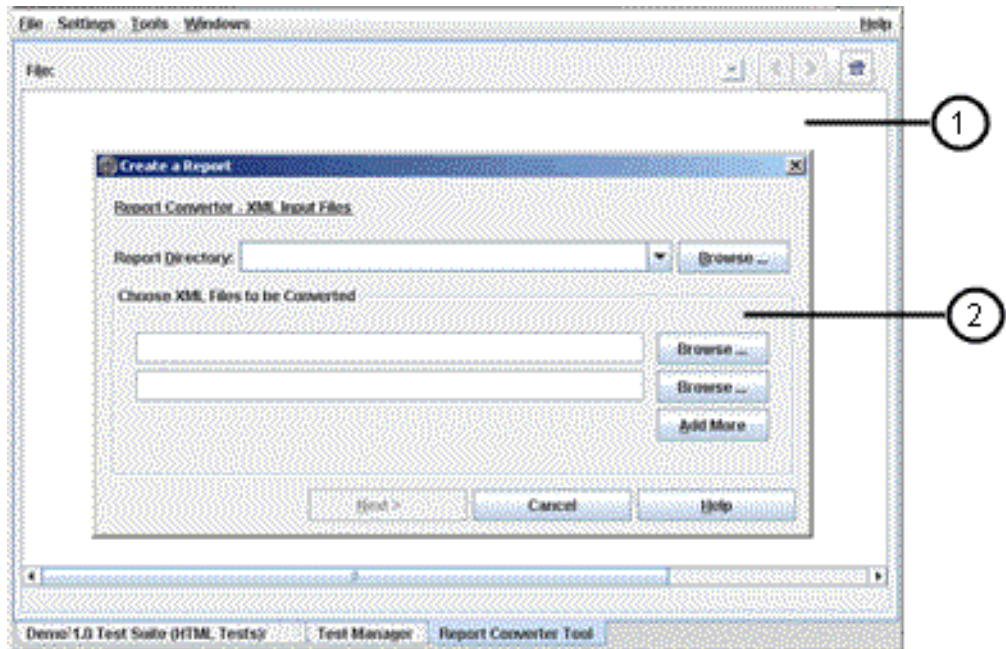 File Settings Tools Windows Help
File:
1
Create a Report
Report Converter - XML Input Files
Report Directory: Browse ...
Choose XML Files to be Converted
2
Browse ...
Browse ...
Add More
Next > Cancel Help
Demo 1.0 Test Suite (HTML Tests): Test Manager Report Converter Tool